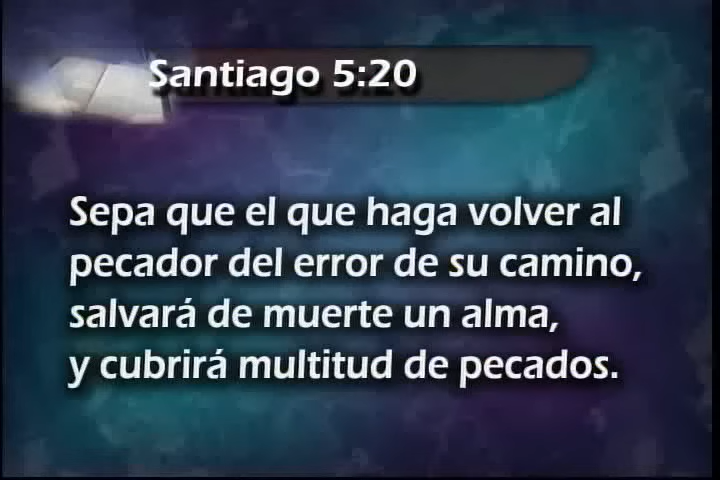 Santiago 5:20
Sepa que el que haga volver al
pecador del error de su camino,
salvará de muerte un alma,
y cubrirá multitud de pecados.